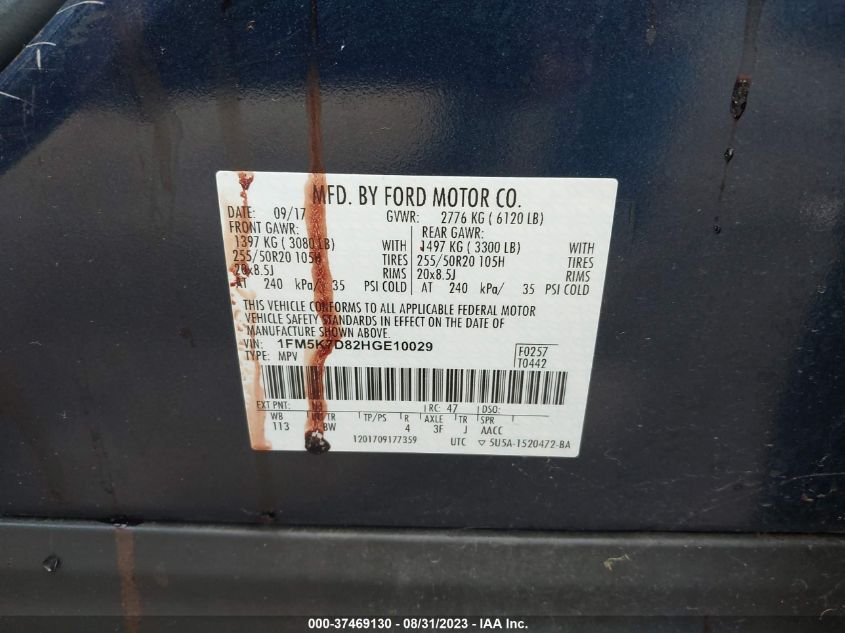 MFD. BY FORD MOTOR CO.
DATE: 09/17 GVWR: 2776 KG ( 6120 LB)
FRONT GAWR: REAR GAWR:
1397 KG ( 3080 LB) WITH 1497 KG ( 3300 LB) WITH
255/50R20 105H TIRES 255/50R20 105H TIRES
20x8.5J RIMS 20x8.5J RIMS
AT 240 kPa/ 35 PSI COLD AT 240 kPa/ 35 PSI COLD
THIS VEHICLE CONFORMS TO ALL APPLICABLE FEDERAL MOTOR
VEHICLE SAFETY STANDARDS IN EFFECT ON THE DATE OF
MANUFACTURE SHOWN ABOVE.
VIN: 1FM5K7D82HGE10029 F0257
TYPE: MPV T0442
EXT PNT: RC: 47 DSO:
WB TR TP/PS R AXLE TR SPR
113 BW 4 3F J AACC
1201709177359 UTC ▽ 5U5A-1520472-BA
000-37469130 - 08/31/2023 - IAA Inc.